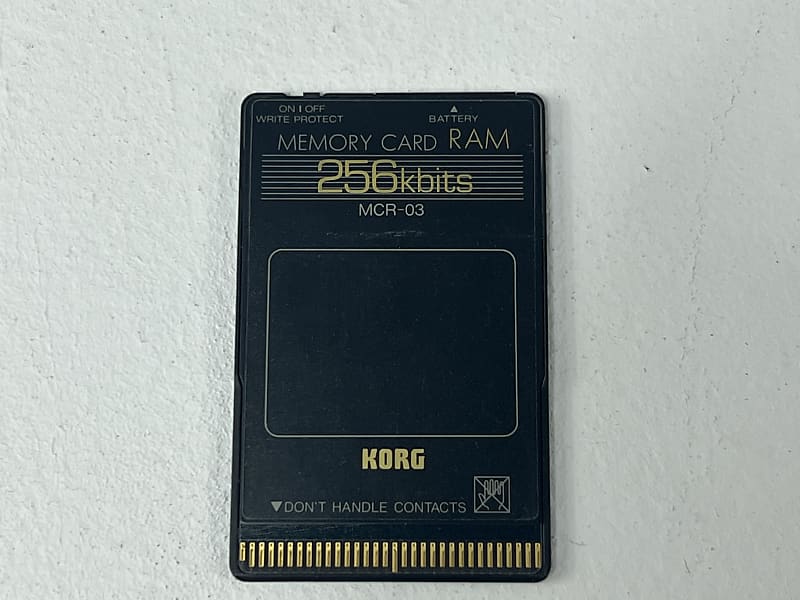 ON I OFF
WRITE PROTECT
▲
BATTERY
MEMORY CARD RAM
256kbits
MCR-03
KORG
▼DON'T HANDLE CONTACTS